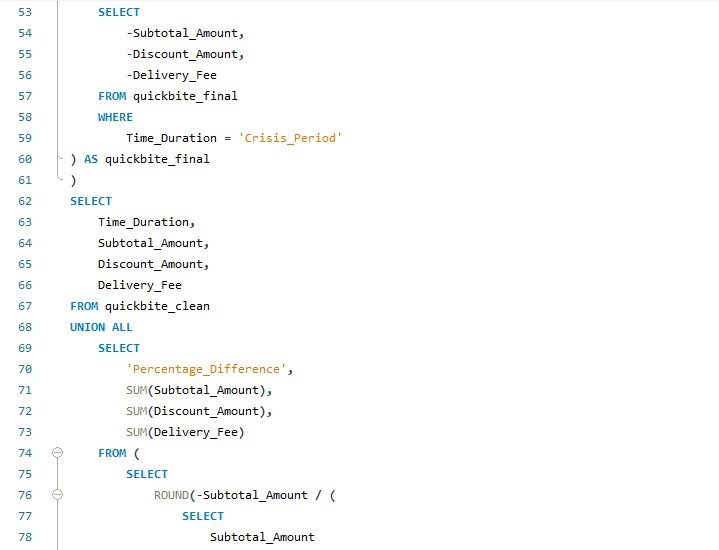 53 SELECT
54 -Subtotal_Amount,
55 -Discount_Amount,
56 -Delivery_Fee
57 FROM quickbite_final
58 WHERE
59 Time_Duration = 'Crisis_Period'
60 ) AS quickbite_final
61 )
62 SELECT
63 Time_Duration,
64 Subtotal_Amount,
65 Discount_Amount,
66 Delivery_Fee
67 FROM quickbite_clean
68 UNION ALL
69 SELECT
70 'Percentage_Difference',
71 SUM(Subtotal_Amount),
72 SUM(Discount_Amount),
73 SUM(Delivery_Fee)
74 FROM (
75 SELECT
76 ROUND(-Subtotal_Amount / (
77 SELECT
78 Subtotal_Amount